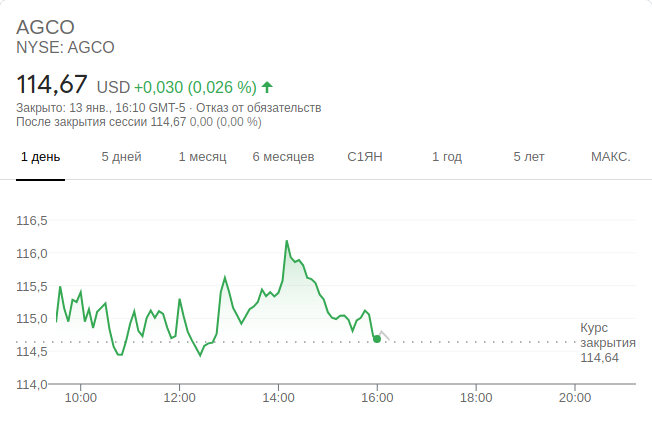 AGCO
NYSE: AGCO
114,67 USD +0,030 (0,026 %)
Закрыто: 13 янв., 16:10 GMT-5 · Отказ от обязательств
После закрытия сессии 114,67 0,00 (0,00 %)
1 день 5 дней 1 месяц 6 месяцев С1ЯН 1 год 5 лет МАКС.
116,5
116,0
115,5
115,0
Курс
закрытия
114,64
114,5
114,0
10:00 12:00 14:00 16:00 18:00 20:00